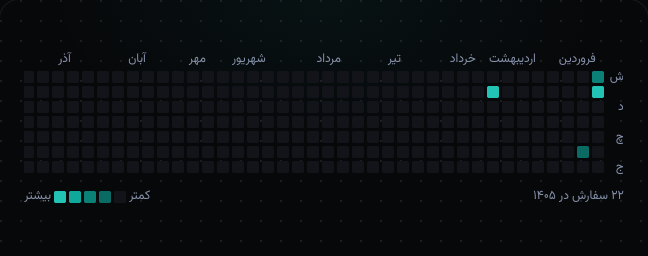 فروردین اردیبهشت خرداد تیر مرداد شهریور مهر آبان آذر
ش
د
چ
ج
۲۲ سفارش در ۱۴۰۵
کمتر بیشتر